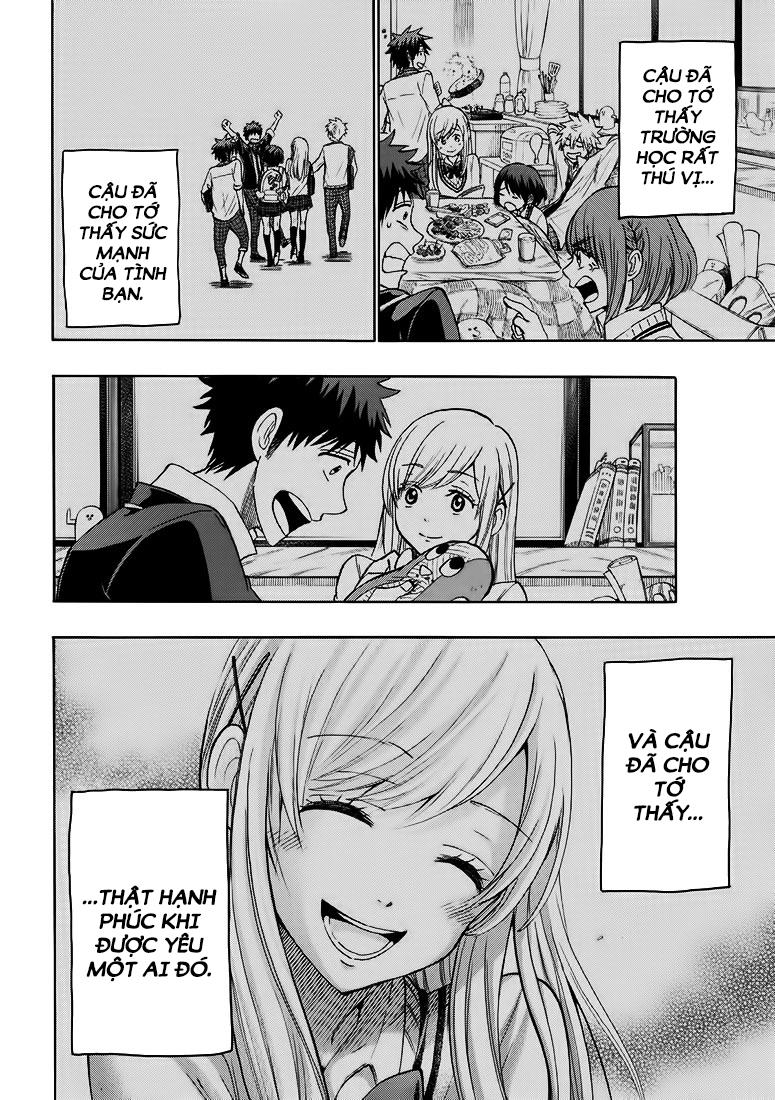 CẬU ĐÃ
CHO TỚ
THẤY
TRƯỜNG
HỌC RẤT
THÚ VỊ...
CẬU ĐÃ
CHO TỚ
THẤY SỨC
MẠNH
CỦA TÌNH
BẠN.
VÀ CẬU
ĐÃ CHO
TỚ
THẤY...
...THẬT HẠNH
PHÚC KHI
ĐƯỢC YÊU
MỘT AI ĐÓ.